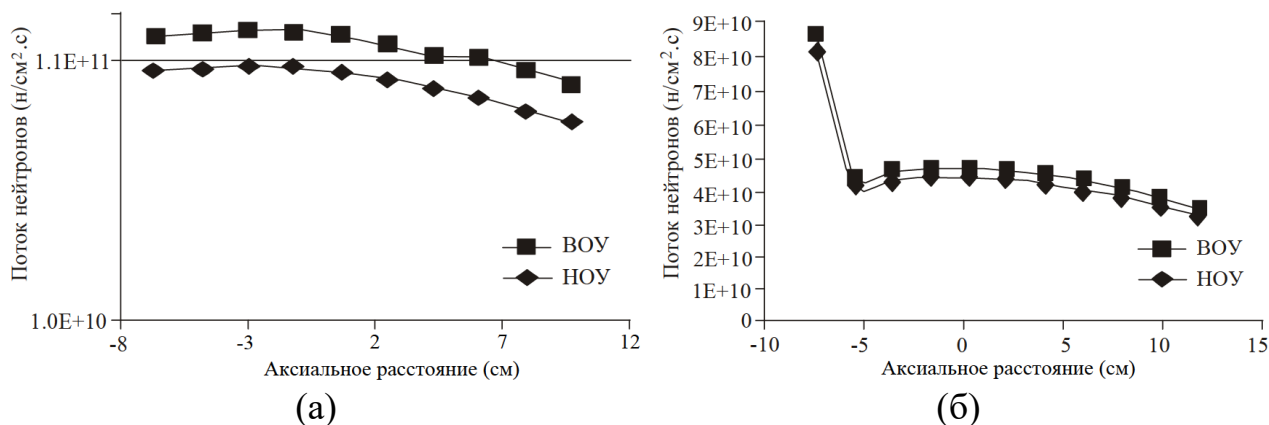 Поток нейтронов (н/см².с)
1.1E+11
1.0E+10
ВОУ
НОУ
-8
-3
2
7
12
Аксиальное расстояние (см)
(а)
Поток нейтронов (н/см².с)
9E+10
8E+10
7E+10
6E+10
5E+10
4E+10
3E+10
2E+10
1E+10
0
ВОУ
НОУ
-10
-5
0
5
10
15
Аксиальное расстояние (см)
(б)